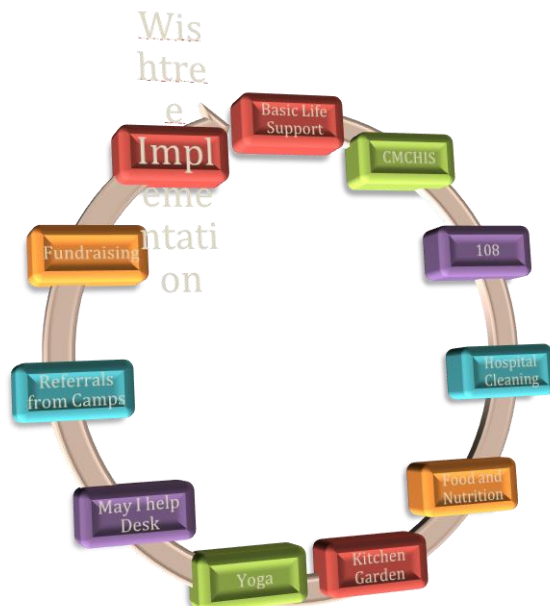 Wis
htre
e
Impl
eme
ntati
on
Basic Life
Support
CMCHIS
108
Hospital
Cleaning
Food and
Nutrition
Kitchen
Garden
Yoga
May I help
Desk
Referrals
from Camps
Fundraising